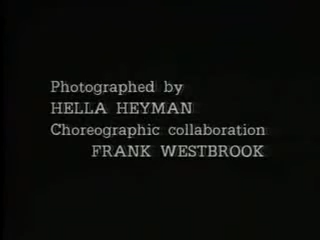 Photographed by
HELLA HEYMAN
Choreographic collaboration
FRANK WESTBROOK